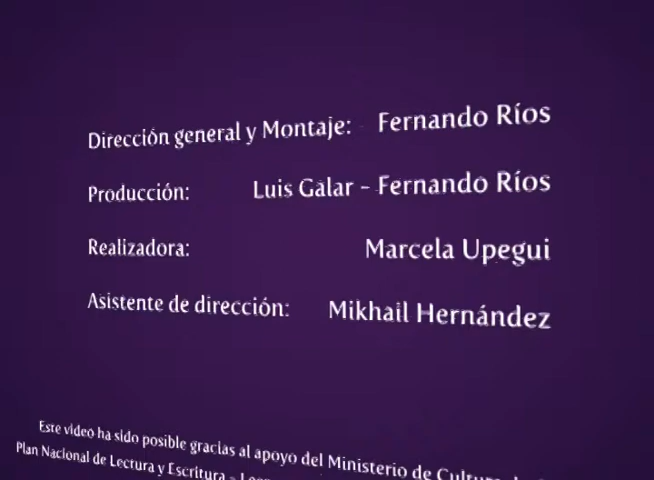 Dirección general y Montaje: Fernando Ríos
Producción: Luis Galar - Fernando Ríos
Realizadora: Marcela Upegui
Asistente de dirección: Mikhail Hernández
Este video ha sido posible gracias al apoyo del Ministerio de
Plan Nacional de Lectura y Escritura -